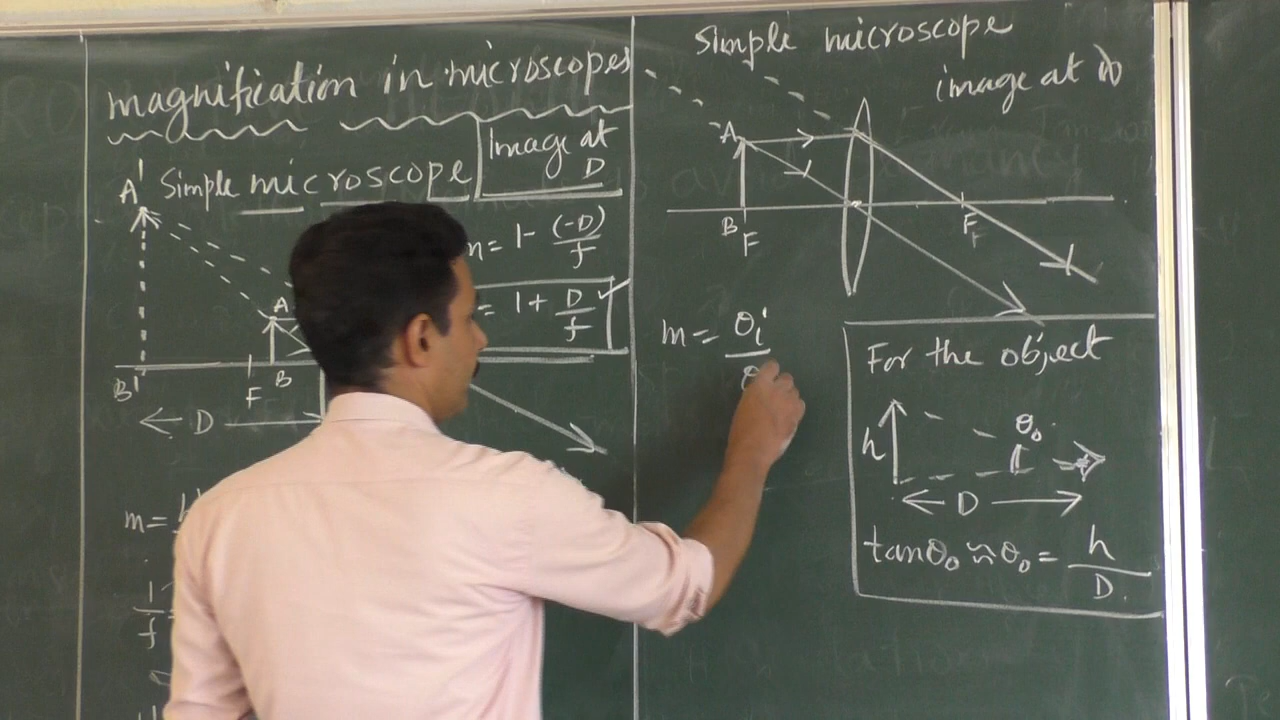 magnification in microscopes
Simple microscope
Image at
D
A'
A
B'
F
B
D
= 1 - (-D)/f
= 1 + D/f
m =
1/f
Simple microscope
image at ∞
A
B
F
F
m = θi/θ
For the object
h
θo
D
tanθo ≈ θo = h/D.